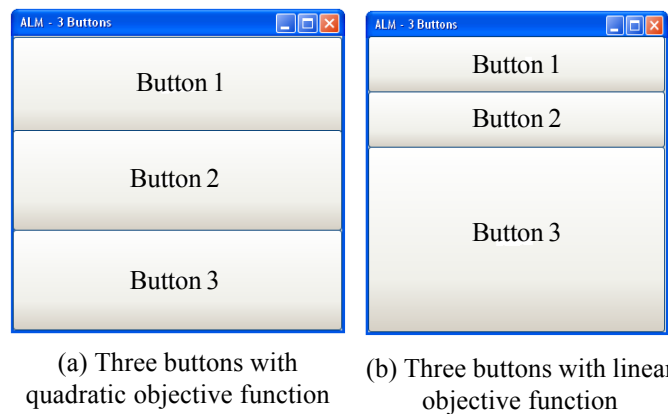 ALM - 3 Buttons
Button 1
Button 2
Button 3
(a) Three buttons with
quadratic objective function
ALM - 3 Buttons
Button 1
Button 2
Button 3
(b) Three buttons with linear
objective function